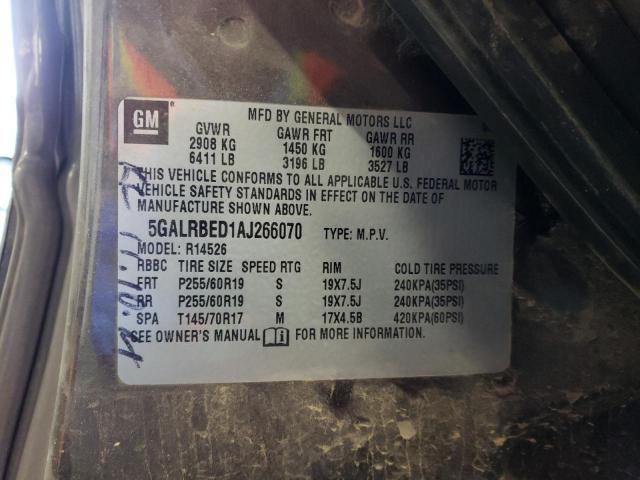 GM
MFD BY GENERAL MOTORS LLC
GVWR GAWR FRT GAWR RR
2908 KG 1450 KG 1600 KG
6411 LB 3196 LB 3527 LB
THIS VEHICLE CONFORMS TO ALL APPLICABLE U.S. FEDERAL MOTOR
VEHICLE SAFETY STANDARDS IN EFFECT ON THE DATE OF
MANUFACTURE SHOWN ABOVE.
5GALRBED1AJ266070 TYPE: M.P.V.
MODEL: R14526
RBBC TIRE SIZE SPEED RTG RIM COLD TIRE PRESSURE
FRT P255/60R19 S 19X7.5J 240KPA(35PSI)
RR P255/60R19 S 19X7.5J 240KPA(35PSI)
SPA T145/70R17 M 17X4.5B 420KPA(60PSI)
SEE OWNER'S MANUAL FOR MORE INFORMATION.